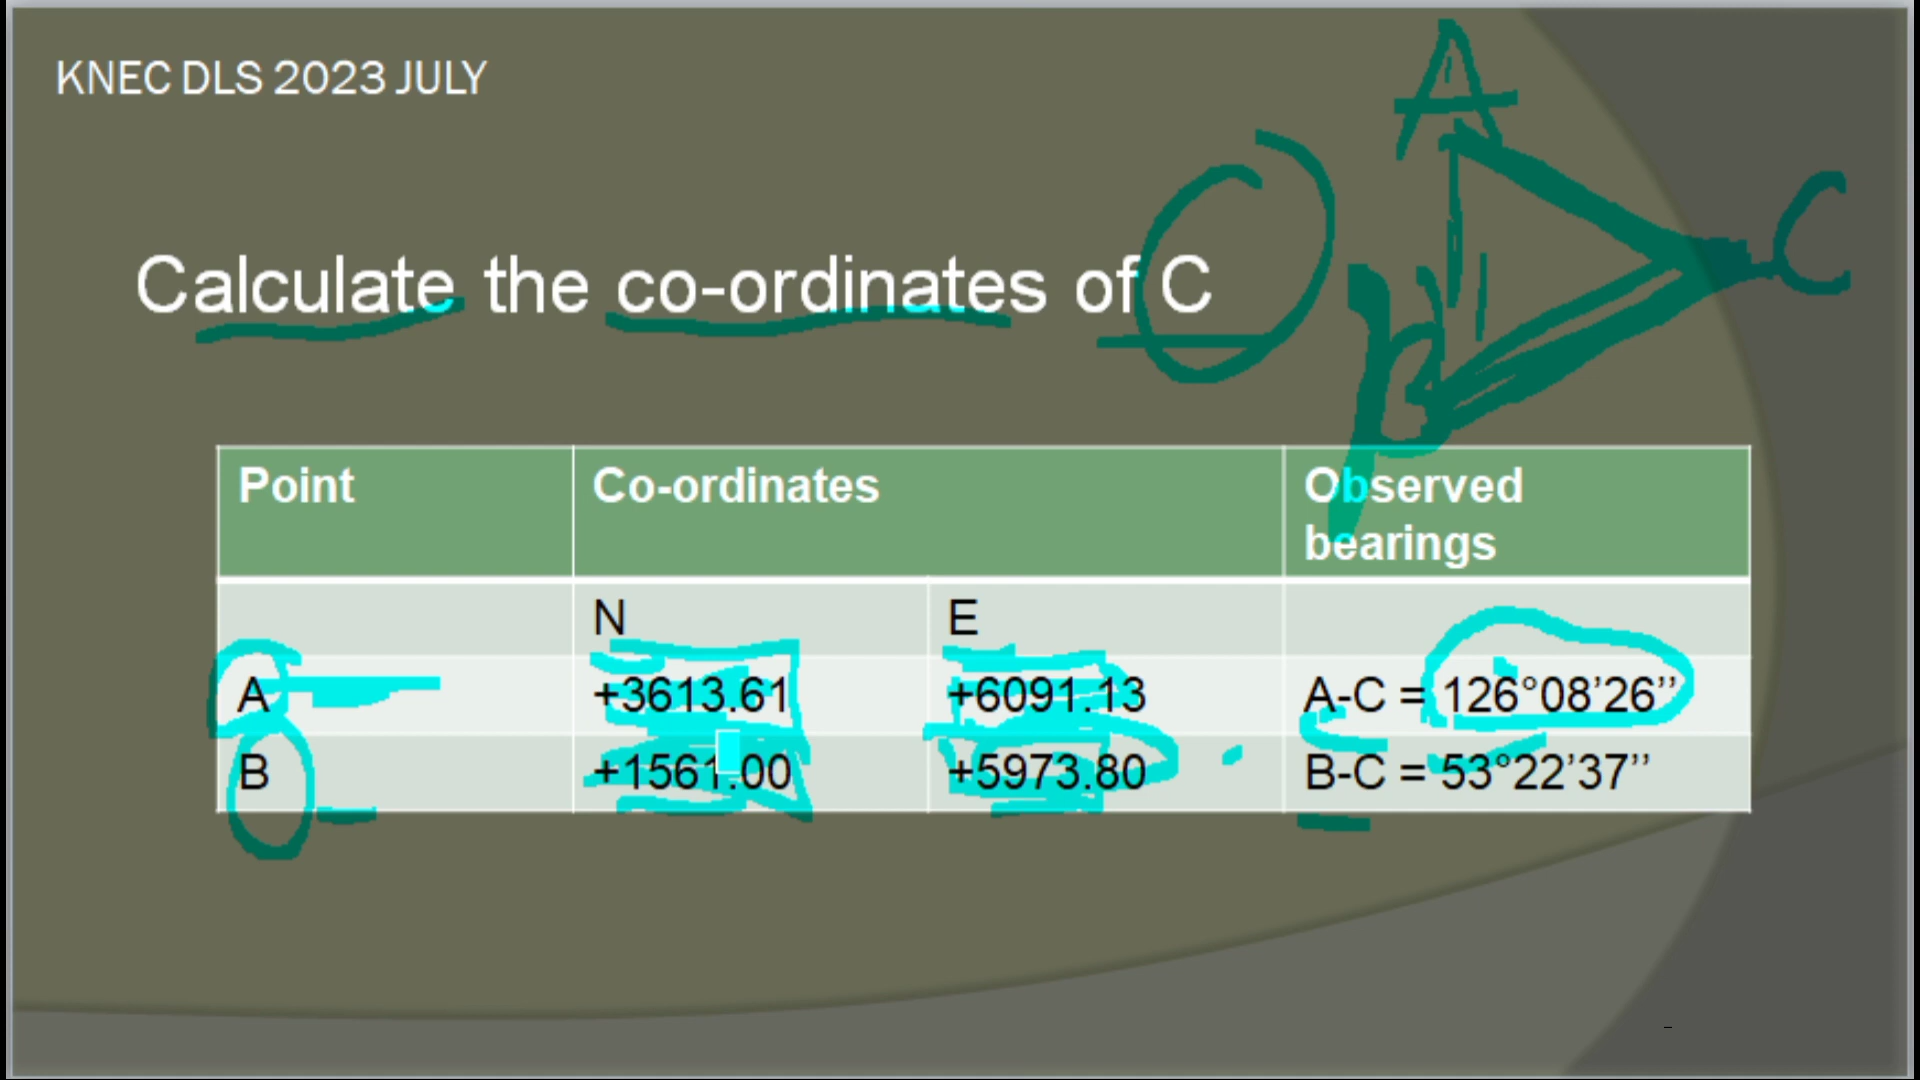 KNEC DLS 2023 JULY
A
C
Calculate the co-ordinates of C
B
Point Co-ordinates Observed bearings
N E
A +3613.61 +6091.13 A-C = 126°08’26’’
B +1561.00 +5973.80 B-C = 53°22’37’’